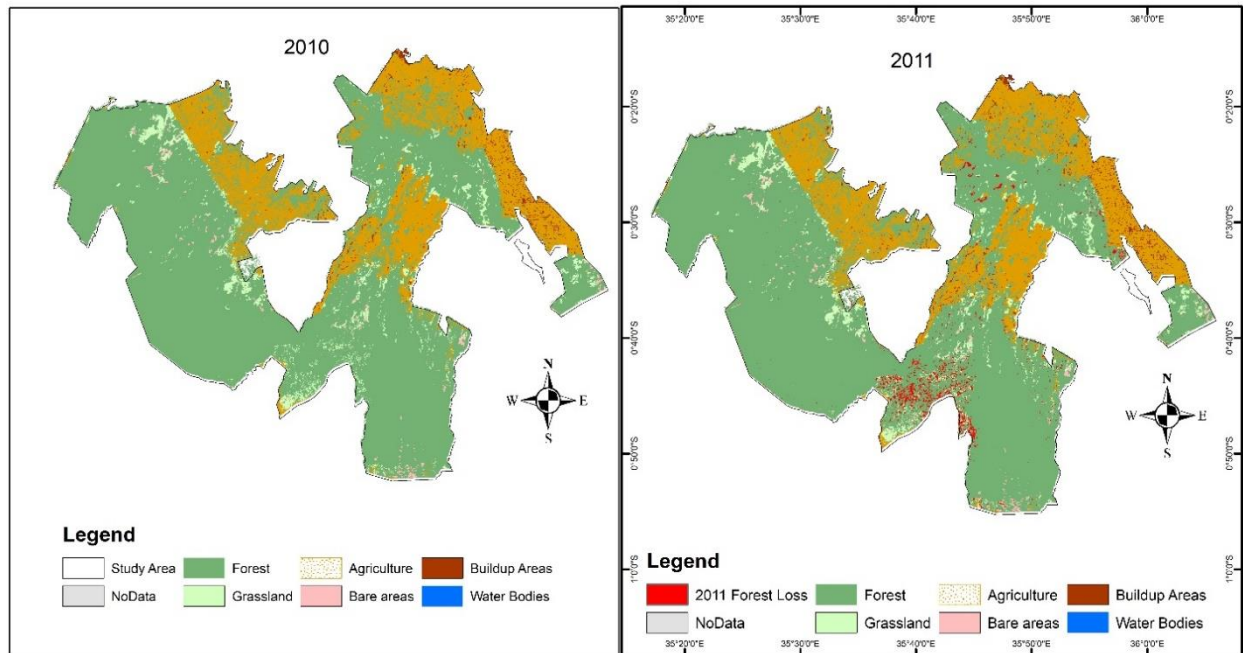 2010
N
W E
S
Legend
Study Area Forest Agriculture Buildup Areas
NoData Grassland Bare areas Water Bodies
35°20'0"E 35°30'0"E 35°40'0"E 35°50'0"E 36°0'0"E
2011
0°20'0"S
0°30'0"S
0°40'0"S
0°50'0"S
1°0'0"S
N
W E
S
Legend
2011 Forest Loss Forest Agriculture Buildup Areas
NoData Grassland Bare areas Water Bodies
35°20'0"E 35°30'0"E 35°40'0"E 35°50'0"E 36°0'0"E
0°20'0"S
0°30'0"S
0°40'0"S
0°50'0"S
1°0'0"S